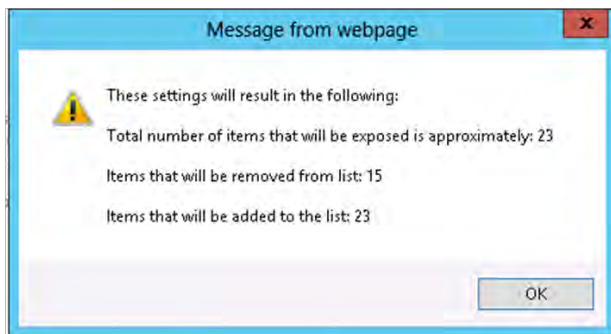 Message from webpage
x
These settings will result in the following:
Total number of items that will be exposed is approximately: 23
Items that will be removed from list: 15
Items that will be added to the list: 23
OK